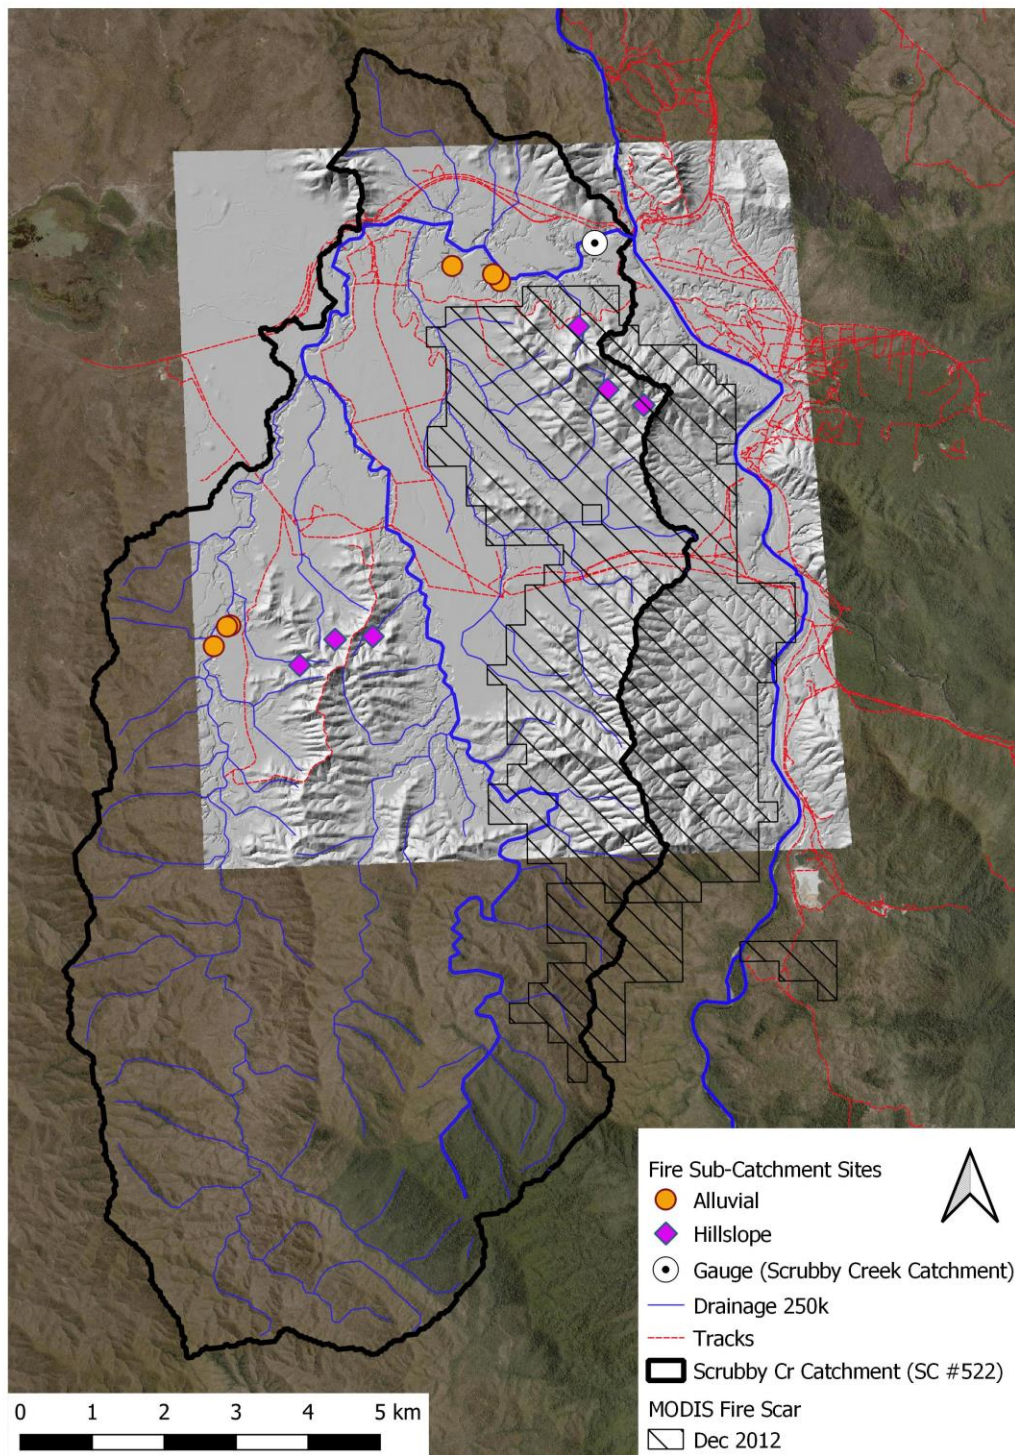 Fire Sub-Catchment Sites
Alluvial
Hillslope
Gauge (Scrubby Creek Catchment)
Drainage 250k
Tracks
Scrubby Cr Catchment (SC #522)
MODIS Fire Scar
Dec 2012
0 1 2 3 4 5 km